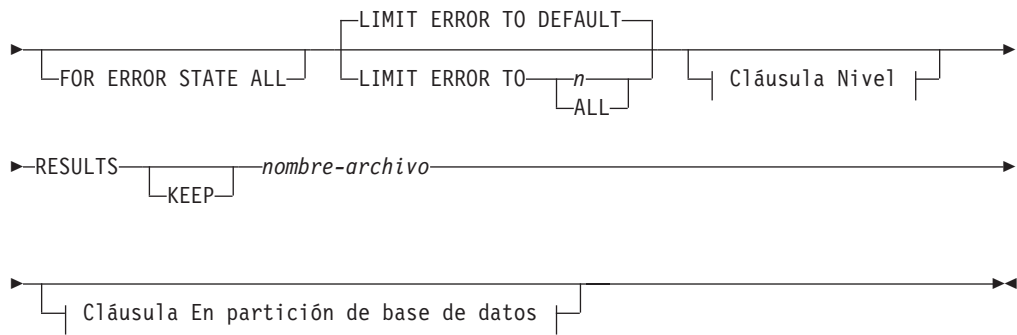 LIMIT ERROR TO DEFAULT
FOR ERROR STATE ALL LIMIT ERROR TO n Cláusula Nivel
ALL
RESULTS nombre-archivo
KEEP
Cláusula En partición de base de datos